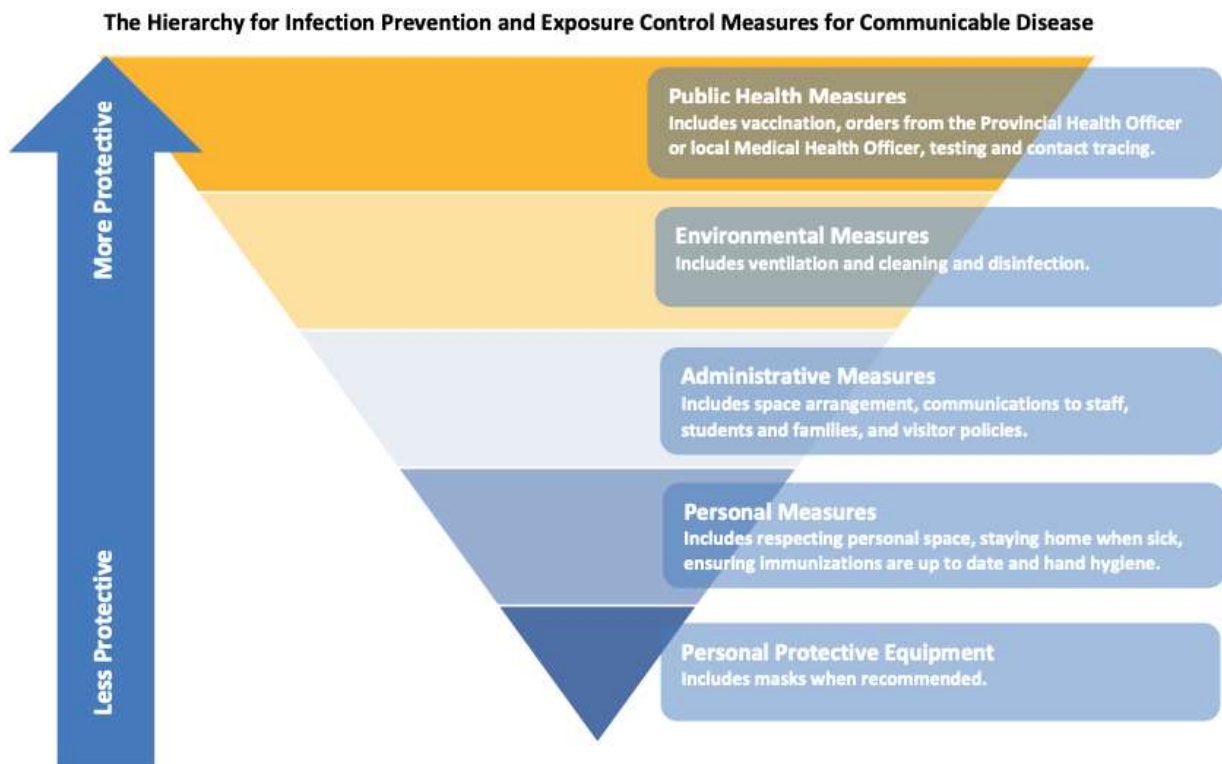 The Hierarchy for Infection Prevention and Exposure Control Measures for Communicable Disease
More Protective
Less Protective
Public Health Measures
Includes vaccination, orders from the Provincial Health Officer
or local Medical Health Officer, testing and contact tracing.
Environmental Measures
Includes ventilation and cleaning and disinfection.
Administrative Measures
Includes space arrangement, communications to staff,
students and families, and visitor policies.
Personal Measures
Includes respecting personal space, staying home when sick,
ensuring immunizations are up to date and hand hygiene.
Personal Protective Equipment
Includes masks when recommended.